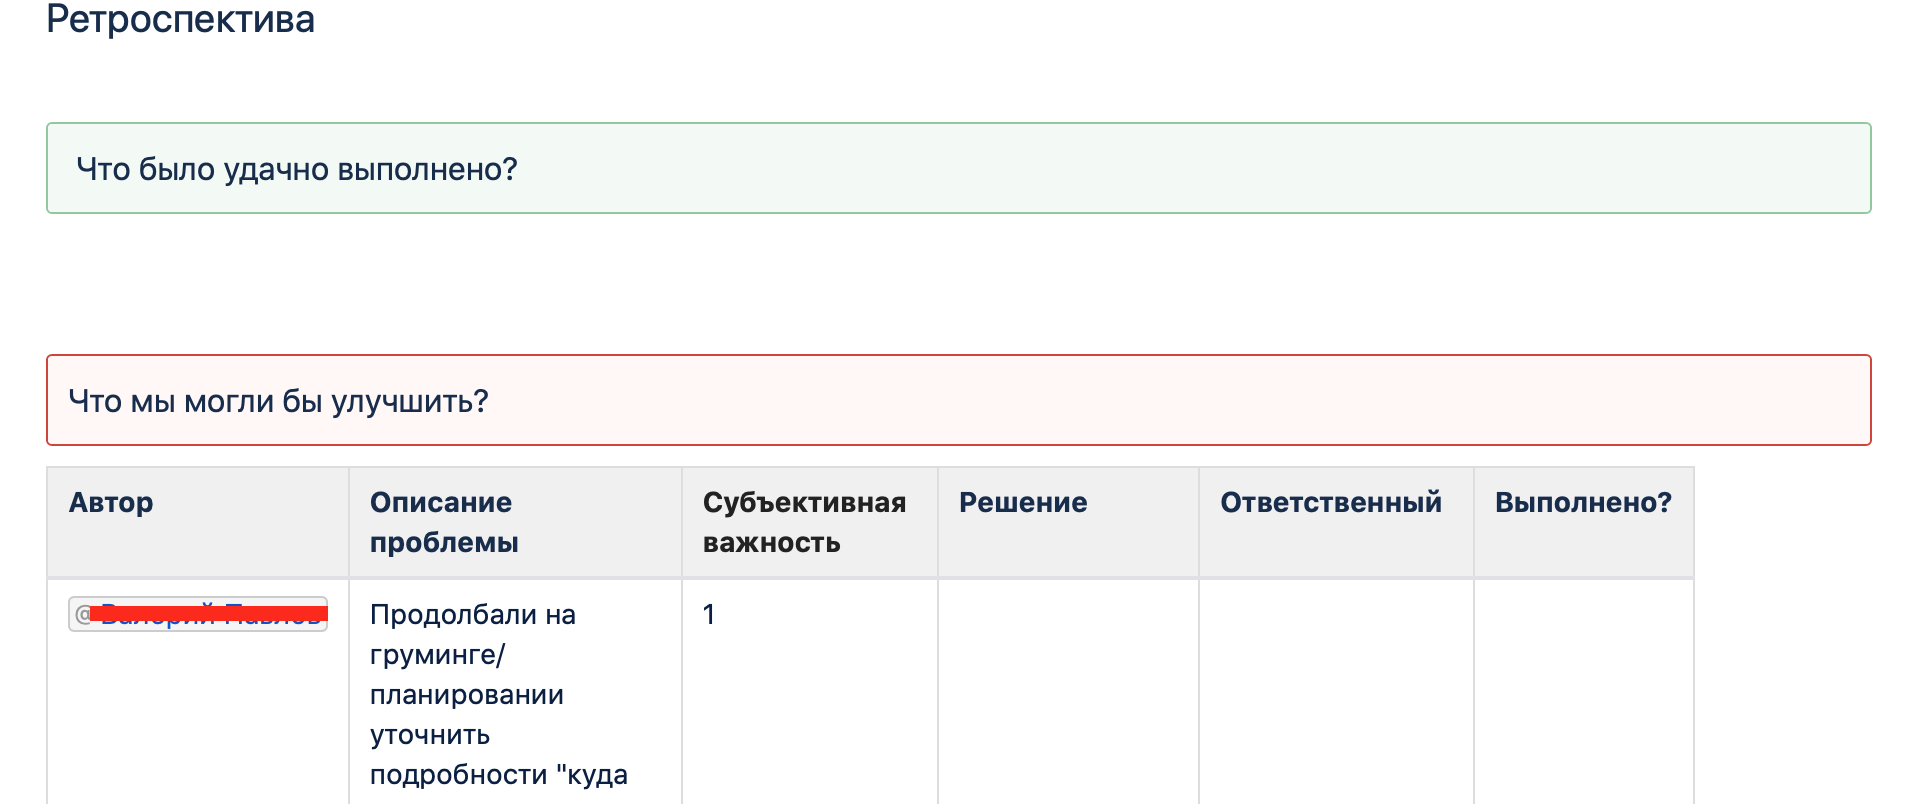 Ретроспектива
Что было удачно выполнено?
Что мы могли бы улучшить?
Автор
Описание
проблемы
Субъективная
важность
Решение
Ответственный
Выполнено?
@
Продолбали на
груминге/
планировании
уточнить
подробности "куда
1